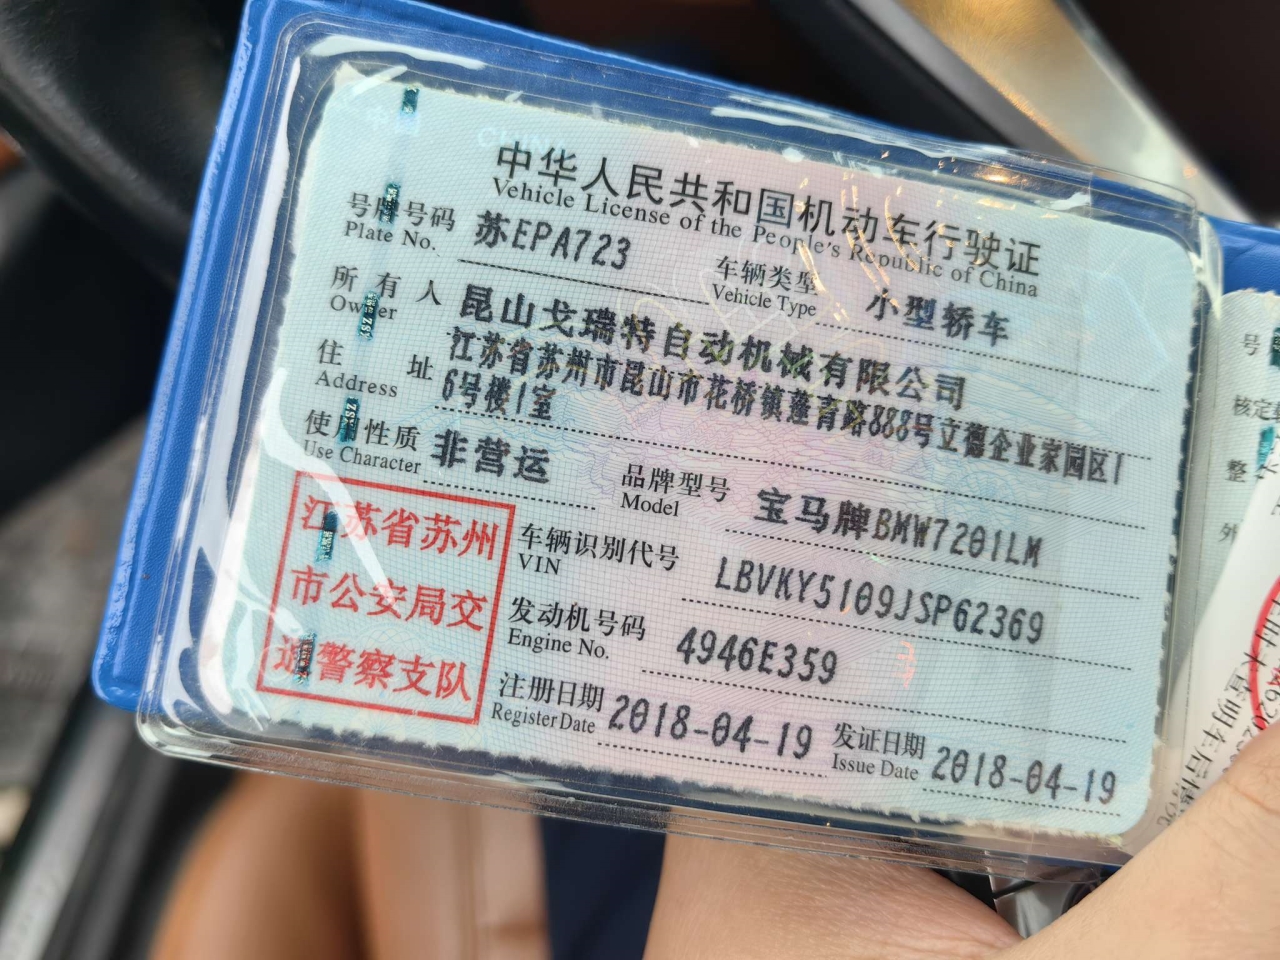 中华人民共和国机动车行驶证
Vehicle License of the People's Republic of China
号牌号码 苏EPA723 车辆类型 小型轿车
Plate No. Vehicle Type
所有人 昆山戈瑞特自动机械有限公司
Owner
住址 江苏省苏州市昆山市花桥镇蓬青路888号立德企业家园区1
Address 6号楼1室
使用性质 非营运 品牌型号 宝马牌BMW7201LM
Use Character Model
江苏省苏州
市公安局交
通警察支队
车辆识别代号 LBVKY5109JSP62369
VIN
发动机号码 4946E359
Engine No.
注册日期 2018-04-19 发证日期 2018-04-19
Register Date Issue Date
号
核定
整
外